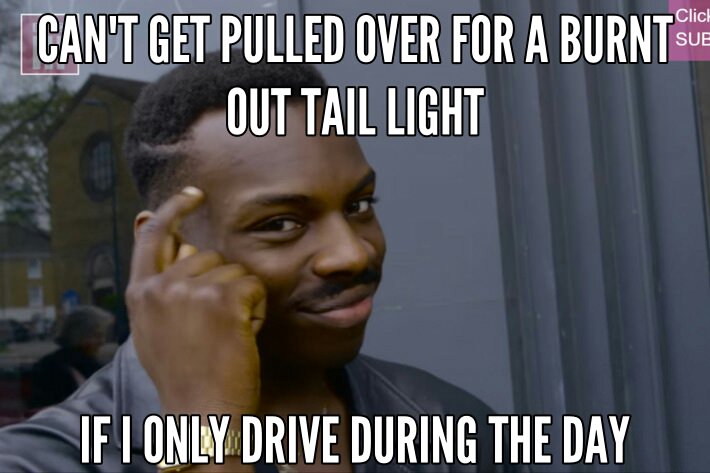 CAN'T GET PULLED OVER FOR A BURNT
OUT TAIL LIGHT
IF I ONLY DRIVE DURING THE DAY